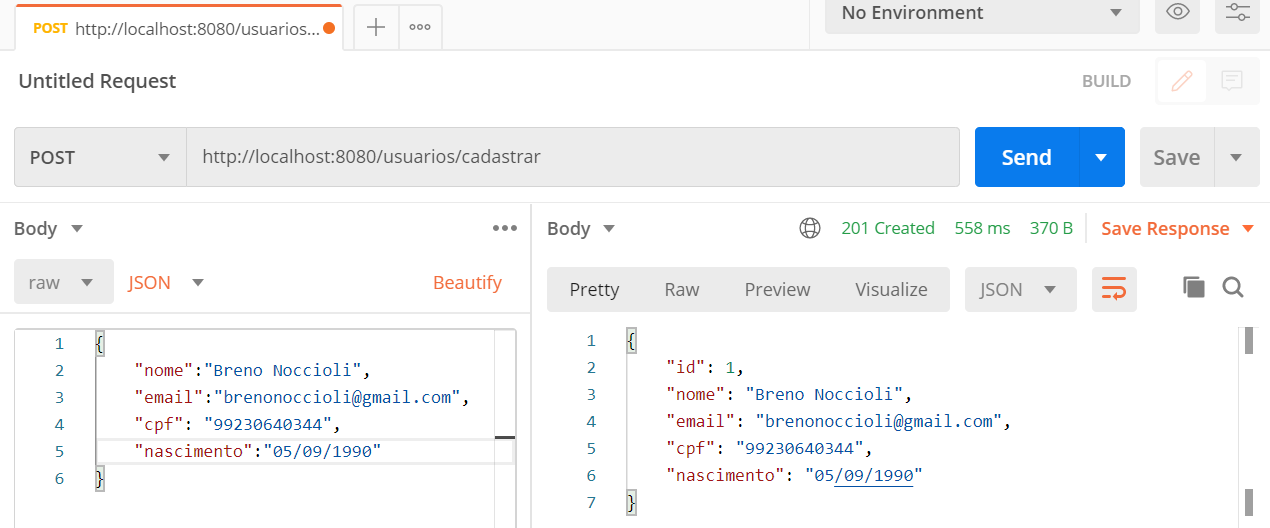 POST http://localhost:8080/usuarios...
No Environment
Untitled Request
BUILD
POST
http://localhost:8080/usuarios/cadastrar
Send
Save
Body
raw
JSON
Beautify
1 {
2 "nome":"Breno Noccioli",
3 "email":"brenonoccioli@gmail.com",
4 "cpf": "99230640344",
5 "nascimento":"05/09/1990"
6 }
Body
201 Created 558 ms 370 B Save Response
Pretty Raw Preview Visualize JSON
1 {
2 "id": 1,
3 "nome": "Breno Noccioli",
4 "email": "brenonoccioli@gmail.com",
5 "cpf": "99230640344",
6 "nascimento": "05/09/1990"
7 }